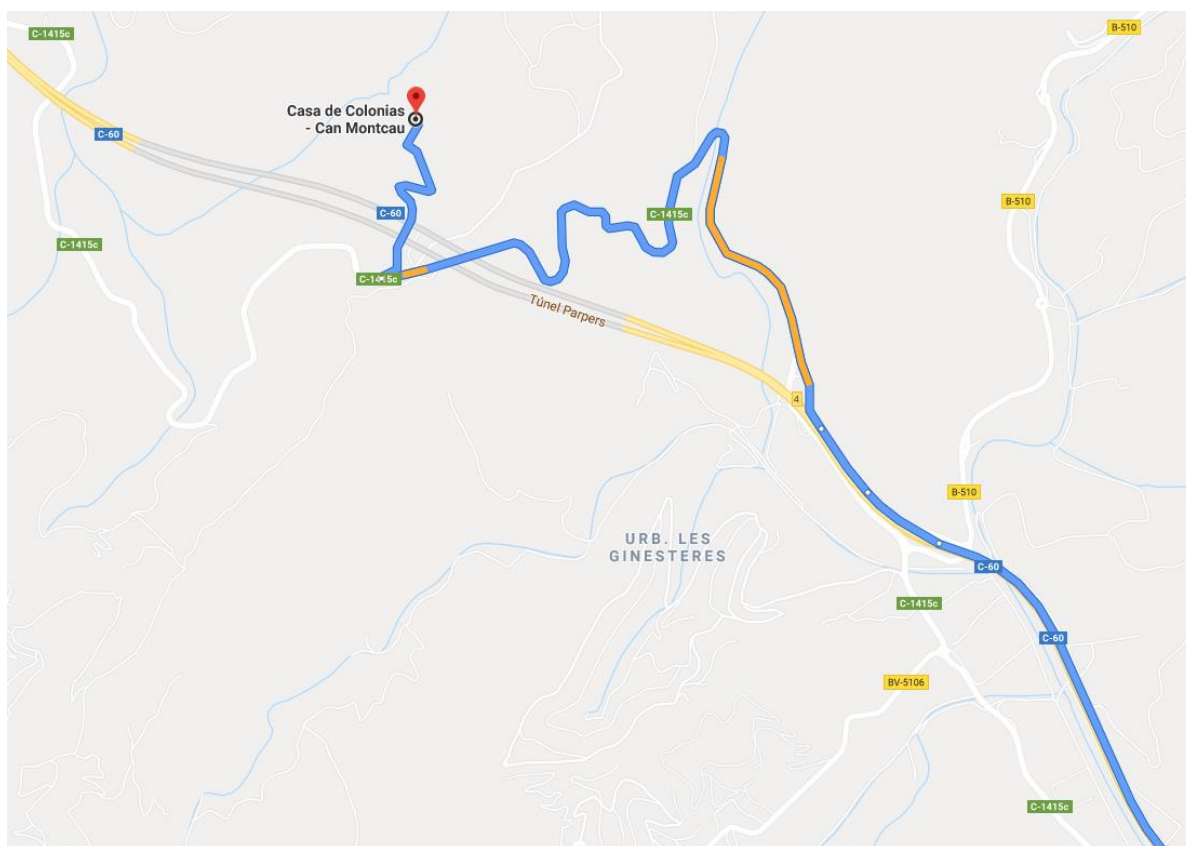 C-1415c
B-510
Casa de Colonias
- Can Montcau
C-60
B-510
C-60
C-1415c
C-1415c
C-1415c
Túnel Parpers
4
B-510
URB. LES
GINESTERES
C-60
C-1415c
C-60
BV-5106
C-1415c